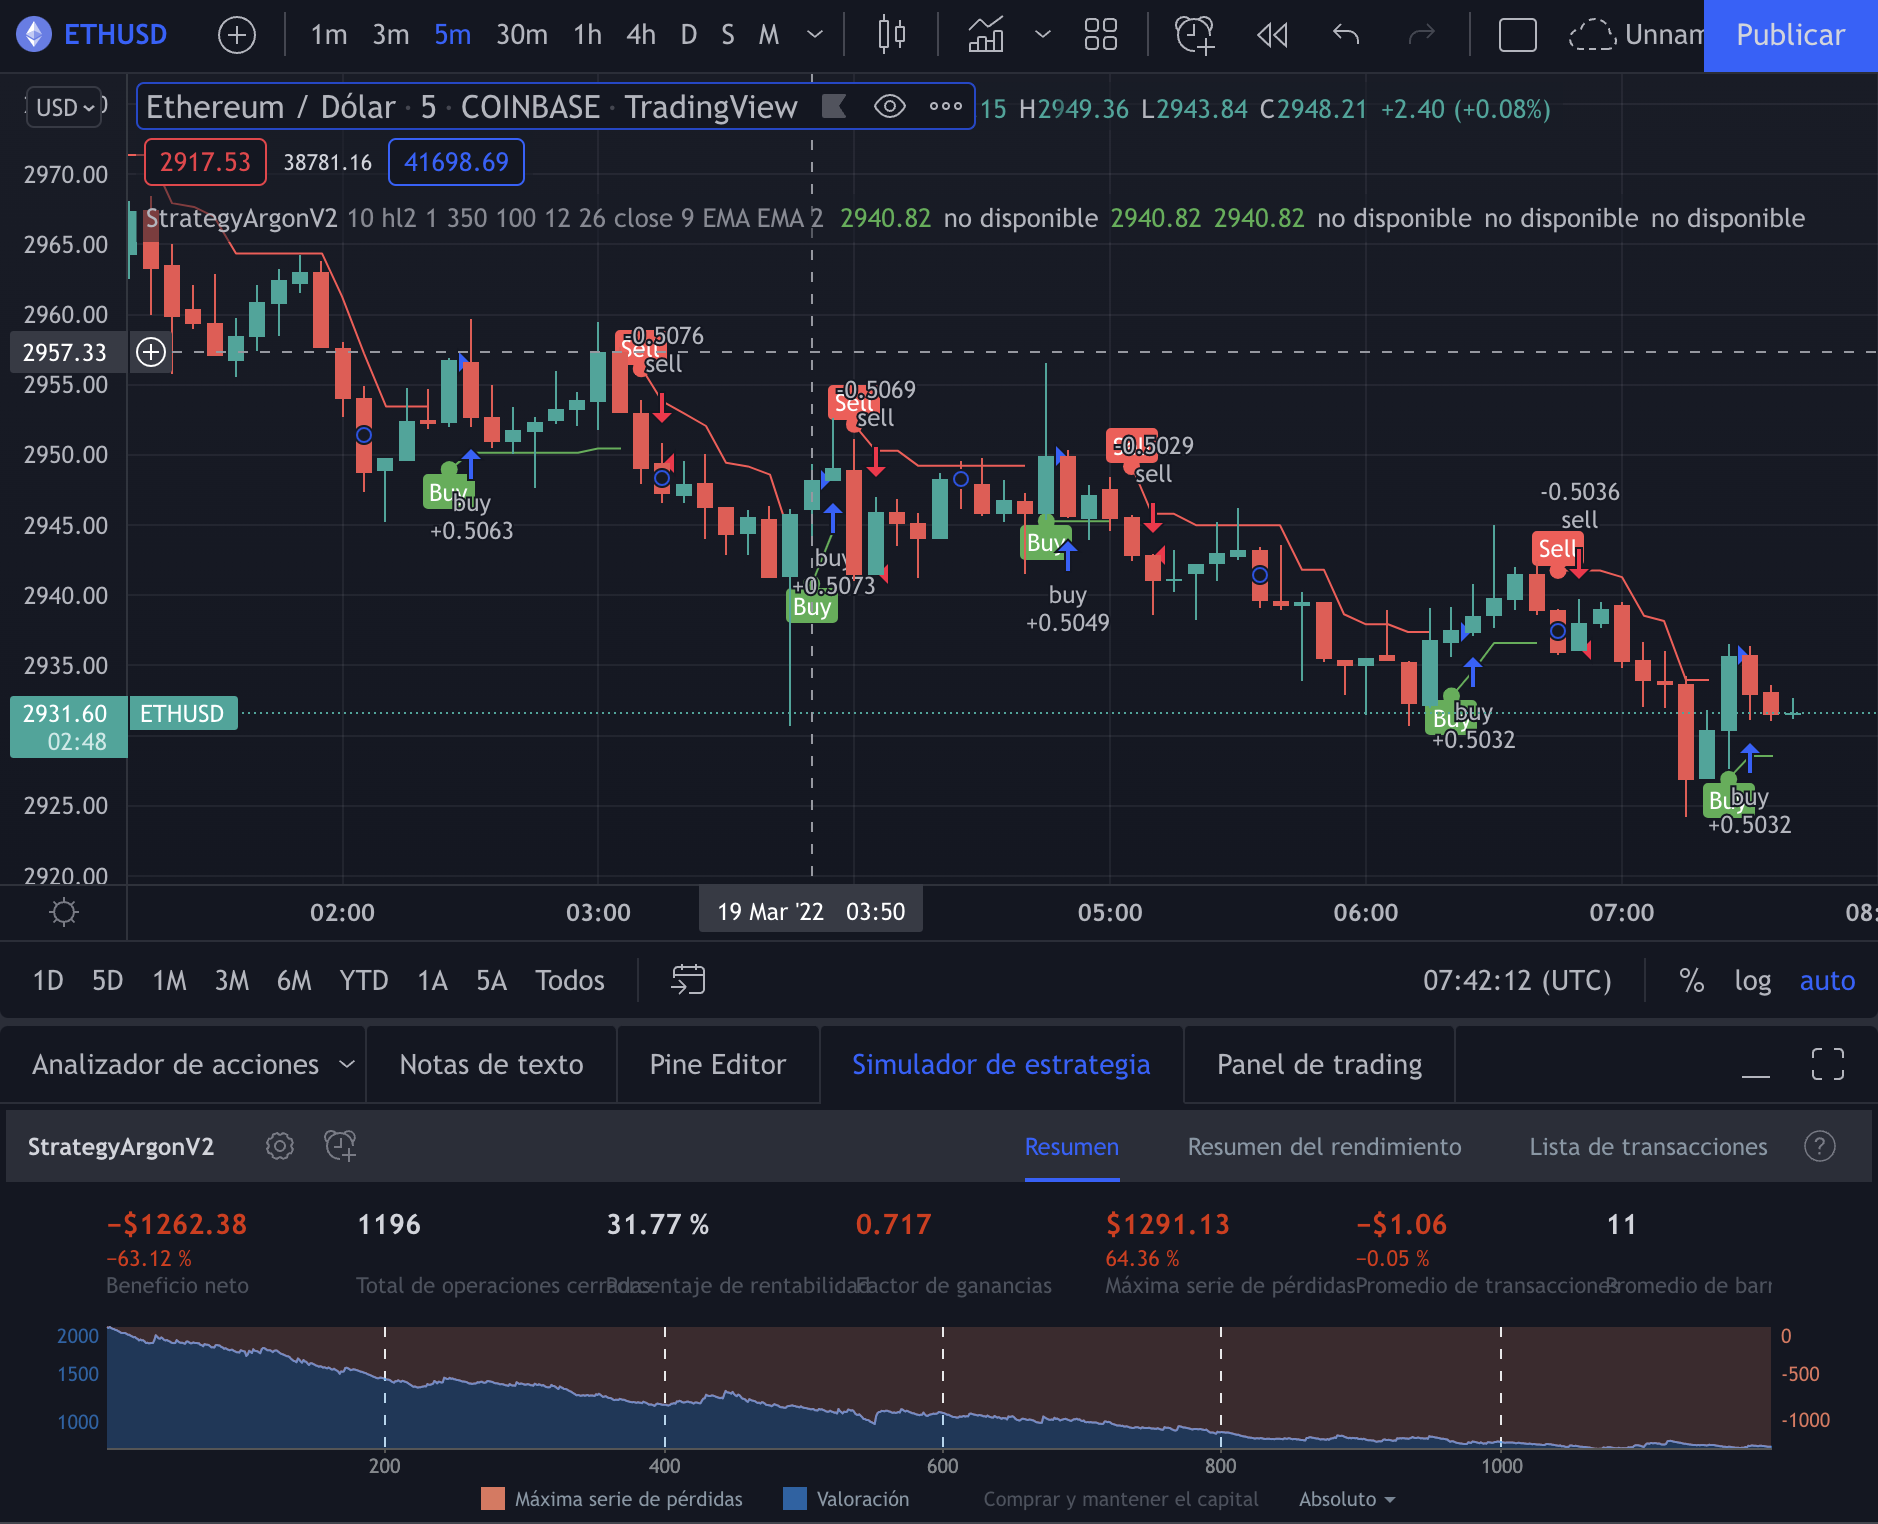 ETHUSD 1m 3m 5m 30m 1h 4h D S M Unnam Publicar
USD Ethereum / Dólar · 5 · COINBASE · TradingView 15 H2949.36 L2943.84 C2948.21 +2.40 (+0.08%)
2917.53 38781.16 41698.69
StrategyArgonV2 10 hl2 1 350 100 12 26 close 9 EMA EMA 2 2940.82 no disponible 2940.82 2940.82 no disponible no disponible no disponible
2970.00
2965.00
2960.00
2957.33
2955.00
2950.00
2945.00
2940.00
2935.00
2931.60 ETHUSD
02:48
2925.00
2920.00
-0.5076
Sell
sell
Buy
buy
+0.5063
-0.5069
Sell
sell
buy
+0.5073
Buy
-0.5029
sell
Buy
buy
+0.5049
-0.5036
sell
Sell
Buy
buy
+0.5032
Buy
buy
+0.5032
02:00 03:00 19 Mar '22 03:50 05:00 06:00 07:00 08:
1D 5D 1M 3M 6M YTD 1A 5A Todos 07:42:12 (UTC) % log auto
Analizador de acciones Notas de texto Pine Editor Simulador de estrategia Panel de trading
StrategyArgonV2 Resumen Resumen del rendimiento Lista de transacciones ?
−$1262.38 1196 31.77 % 0.717 $1291.13 −$1.06 11
−63.12 % 64.36 % −0.05 %
Beneficio neto Total de operaciones cerradas Porcentaje de rentabilidad Factor de ganancias Máxima serie de pérdidas Promedio de transacciones Promedio de barr
2000 0
1500 -500
1000 -1000
200 400 600 800 1000
Máxima serie de pérdidas Valoración Comprar y mantener el capital Absoluto